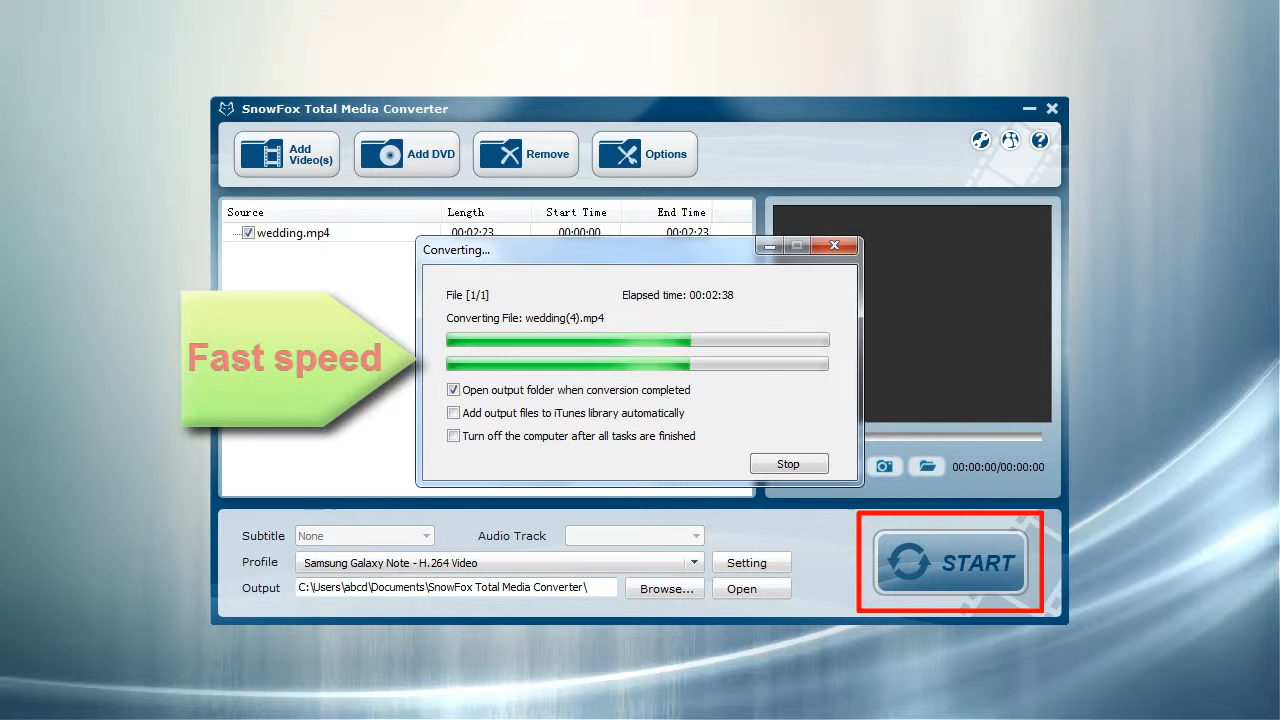 SnowFox Total Media Converter
Add Video(s)
Add DVD
Remove
Options
Source Length Start Time End Time
wedding.mp4 00:02:23 00:00:00 00:02:23
Converting...
File [1/1] Elapsed time: 00:02:38
Converting File: wedding(4).mp4
Fast speed
Open output folder when conversion completed
Add output files to iTunes library automatically
Turn off the computer after all tasks are finished
Stop
00:00:00/00:00:00
Subtitle None Audio Track
Profile Samsung Galaxy Note - H.264 Video Setting
Output C:\Users\abcd\Documents\SnowFox Total Media Converter\ Browse... Open
START